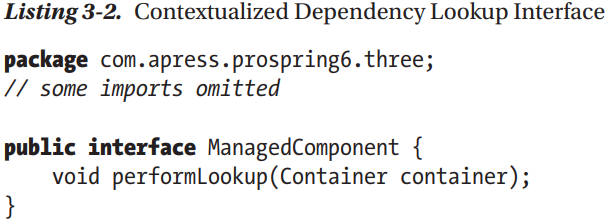 Listing 3-2. Contextualized Dependency Lookup Interface
package com.apress.prospring6.three;
// some imports omitted
public interface ManagedComponent {
    void performLookup(Container container);
}